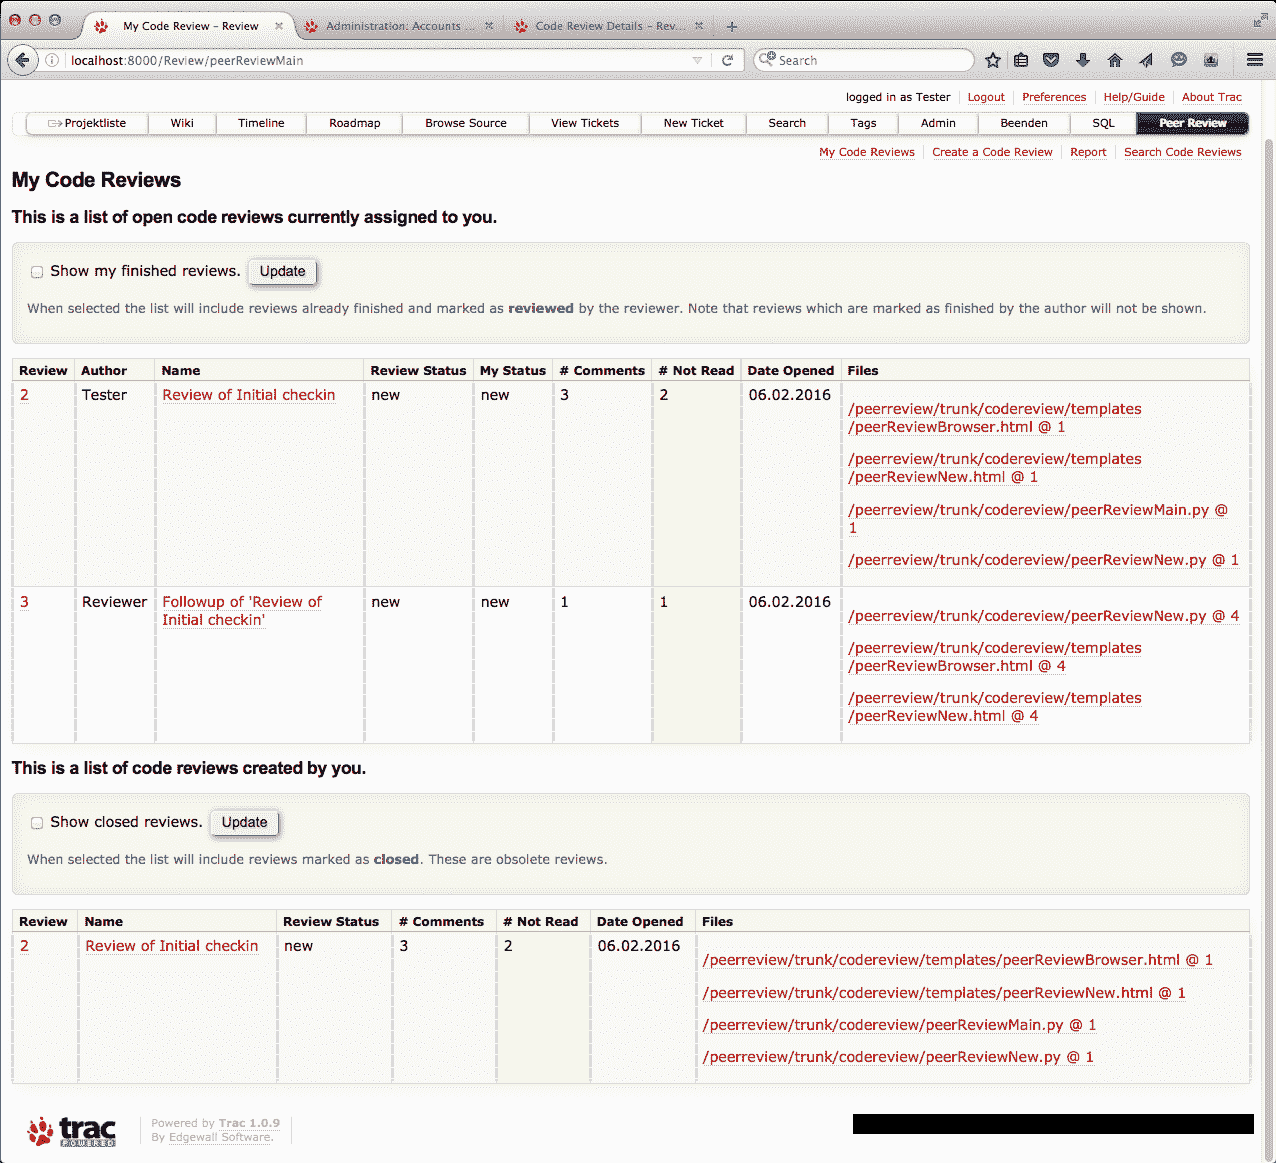 My Code Review – Review
Administration: Accounts ...
Code Review Details – Rev...
localhost:8000/Review/peerReviewMain
Search
logged in as Tester
Logout
Preferences
Help/Guide
About Trac
Projektliste
Wiki
Timeline
Roadmap
Browse Source
View Tickets
New Ticket
Search
Tags
Admin
Beenden
SQL
Peer Review
My Code Reviews
Create a Code Review
Report
Search Code Reviews
My Code Reviews
This is a list of open code reviews currently assigned to you.
Show my finished reviews. Update
When selected the list will include reviews already finished and marked as reviewed by the reviewer. Note that reviews which are marked as finished by the author will not be shown.
Review Author Name Review Status My Status # Comments # Not Read Date Opened Files
2 Tester Review of Initial checkin new new 3 2 06.02.2016
/peerreview/trunk/codereview/templates
/peerReviewBrowser.html @ 1
/peerreview/trunk/codereview/templates
/peerReviewNew.html @ 1
/peerreview/trunk/codereview/peerReviewMain.py @
1
/peerreview/trunk/codereview/peerReviewNew.py @ 1
3 Reviewer Followup of 'Review of new new 1 1 06.02.2016
Initial checkin'
/peerreview/trunk/codereview/peerReviewNew.py @ 4
/peerreview/trunk/codereview/templates
/peerReviewBrowser.html @ 4
/peerreview/trunk/codereview/templates
/peerReviewNew.html @ 4
This is a list of code reviews created by you.
Show closed reviews. Update
When selected the list will include reviews marked as closed. These are obsolete reviews.
Review Name Review Status # Comments # Not Read Date Opened Files
2 Review of Initial checkin new 3 2 06.02.2016
/peerreview/trunk/codereview/templates/peerReviewBrowser.html @ 1
/peerreview/trunk/codereview/templates/peerReviewNew.html @ 1
/peerreview/trunk/codereview/peerReviewMain.py @ 1
/peerreview/trunk/codereview/peerReviewNew.py @ 1
trac
POWERED
Powered by Trac 1.0.9
By Edgewall Software.